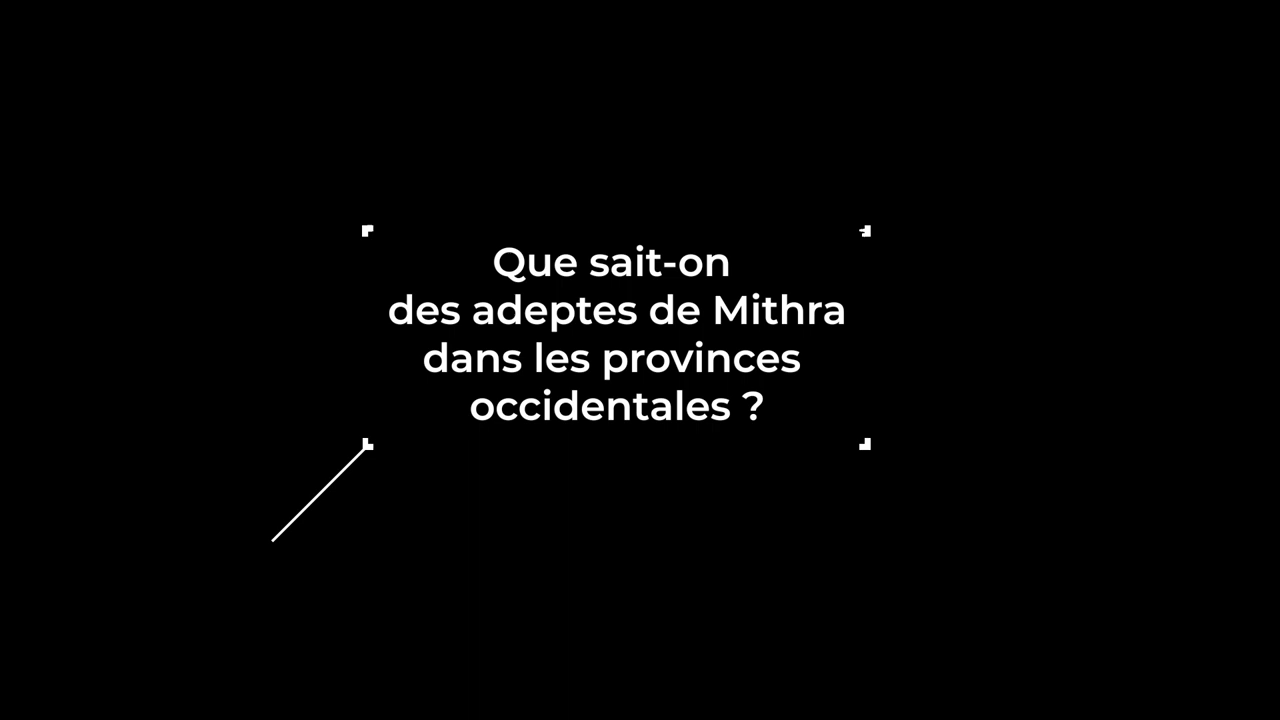 Que sait-on
des adeptes de Mithra
dans les provinces
occidentales ?